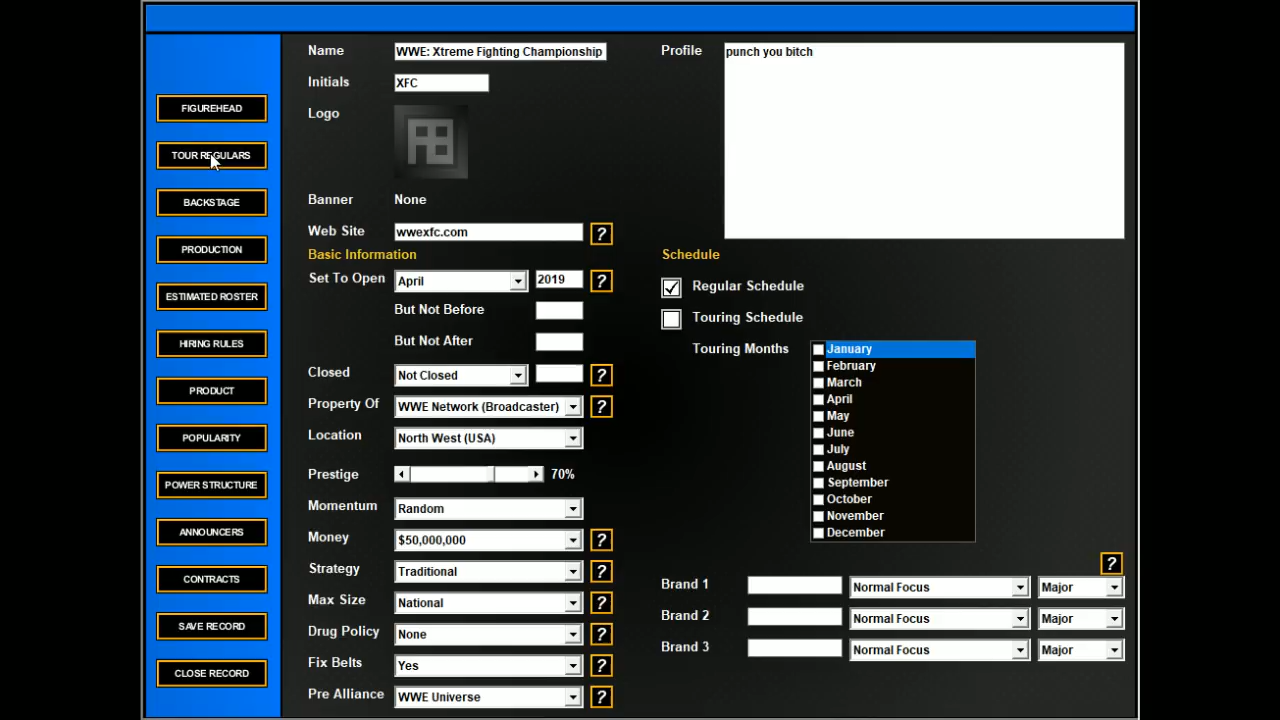 FIGUREHEAD
TOUR REGULARS
BACKSTAGE
PRODUCTION
ESTIMATED ROSTER
HIRING RULES
PRODUCT
POPULARITY
POWER STRUCTURE
ANNOUNCERS
CONTRACTS
SAVE RECORD
CLOSE RECORD
Name WWE: Xtreme Fighting Championship
Initials XFC
Logo
Banner None
Web Site wwexfc.com ?
Basic Information
Set To Open April 2019 ?
But Not Before
But Not After
Closed Not Closed ?
Property Of WWE Network (Broadcaster) ?
Location North West (USA)
Prestige 70%
Momentum Random
Money $50,000,000 ?
Strategy Traditional ?
Max Size National ?
Drug Policy None ?
Fix Belts Yes ?
Pre Alliance WWE Universe ?
Profile punch you bitch
Schedule
Regular Schedule
Touring Schedule
Touring Months January
February
March
April
May
June
July
August
September
October
November
December
?
Brand 1 Normal Focus Major
Brand 2 Normal Focus Major
Brand 3 Normal Focus Major